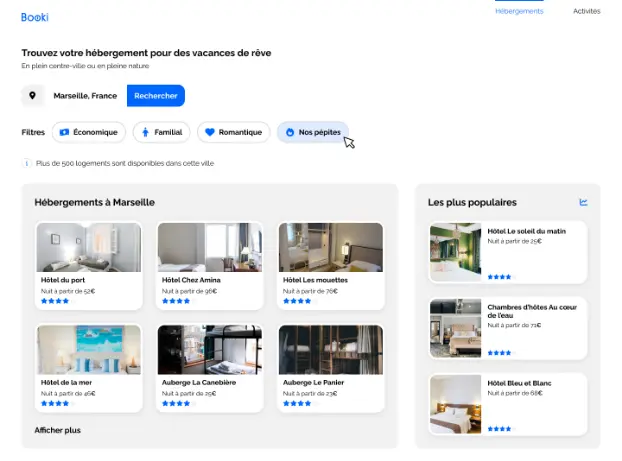 Booki
Hébergements
Activités
Trouvez votre hébergement pour des vacances de rêve
En plein centre-ville ou en pleine nature
Marseille, France
Rechercher
Filtres
Économique
Familial
Romantique
Nos pépites
Plus de 500 logements sont disponibles dans cette ville
Hébergements à Marseille
Hôtel du port
Nuit à partir de 52€
Hôtel Chez Amina
Nuit à partir de 96€
Hôtel Les mouettes
Nuit à partir de 76€
Hôtel de la mer
Nuit à partir de 46€
Auberge La Canebière
Nuit à partir de 25€
Auberge Le Panier
Nuit à partir de 23€
Afficher plus
Les plus populaires
Hôtel Le soleil du matin
Nuit à partir de 25€
Chambres d'hôtes Au cœur
de l'eau
Nuit à partir de 71€
Hôtel Bleu et Blanc
Nuit à partir de 68€